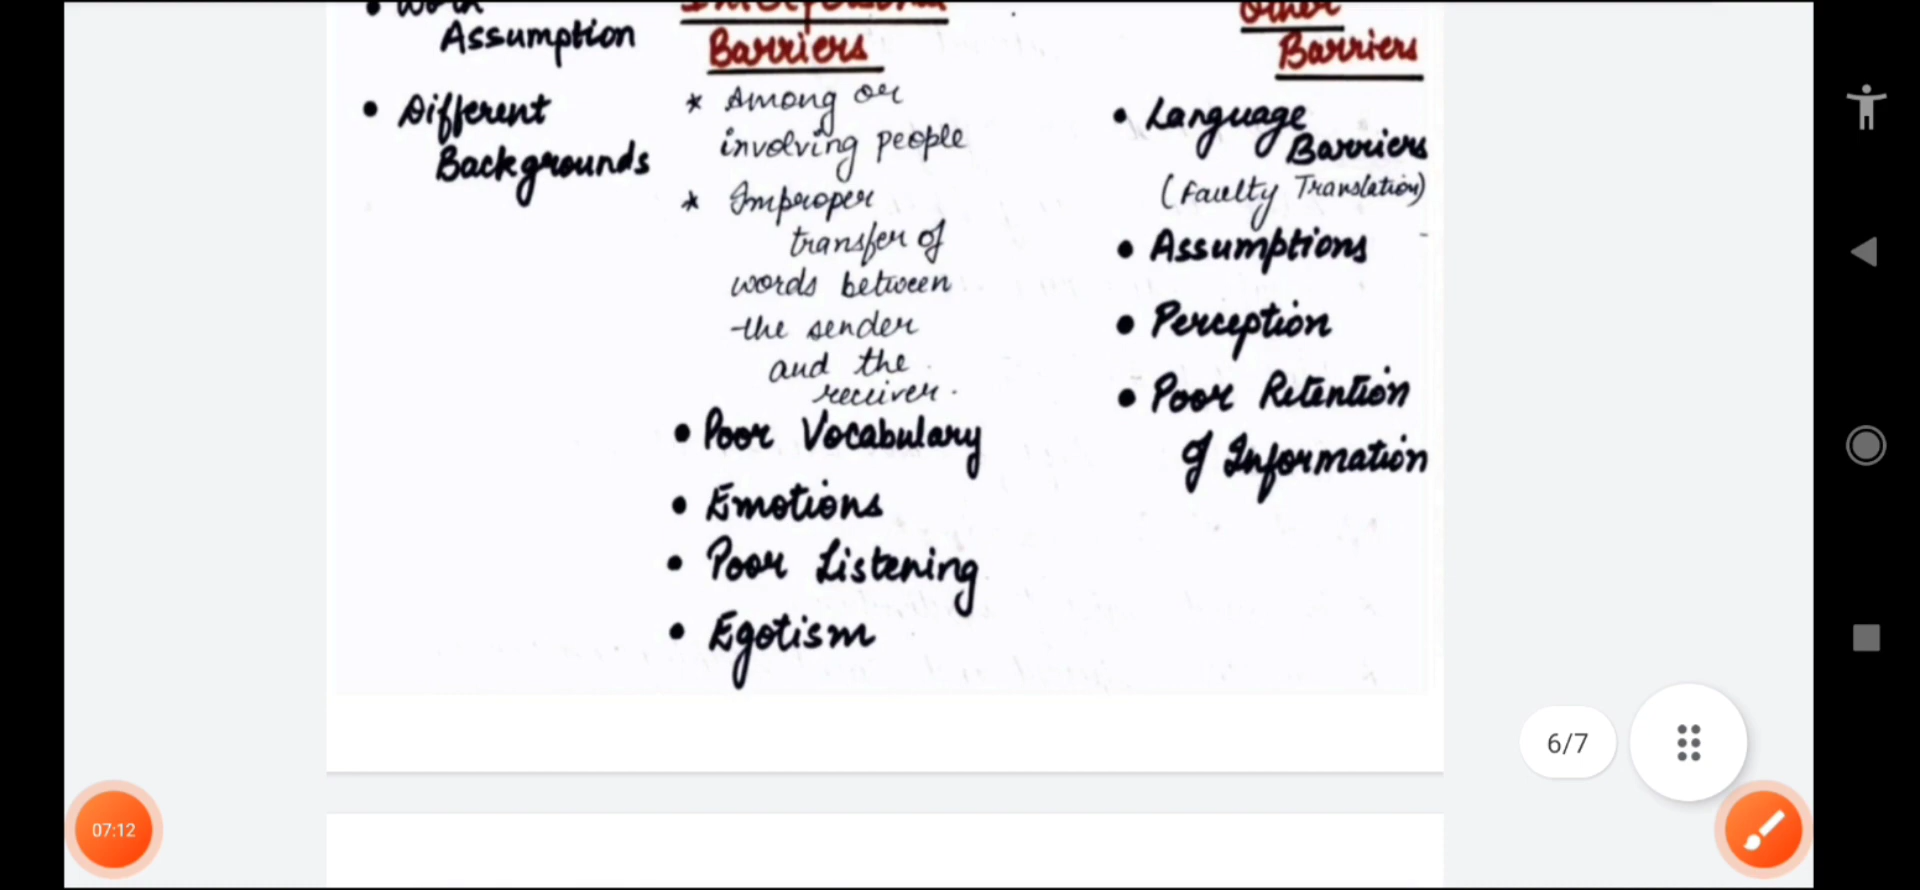 Assumption
• Different
Backgrounds
Barriers
* Among or
involving people
* Improper
transfer of
words between
the sender
and the
receiver.
• Poor Vocabulary
• Emotions
• Poor Listening
• Egotism
Other
Barriers
• Language
Barriers
(Faulty Translation)
• Assumptions
• Perception
• Poor Retention
of Information
6/7
07:12